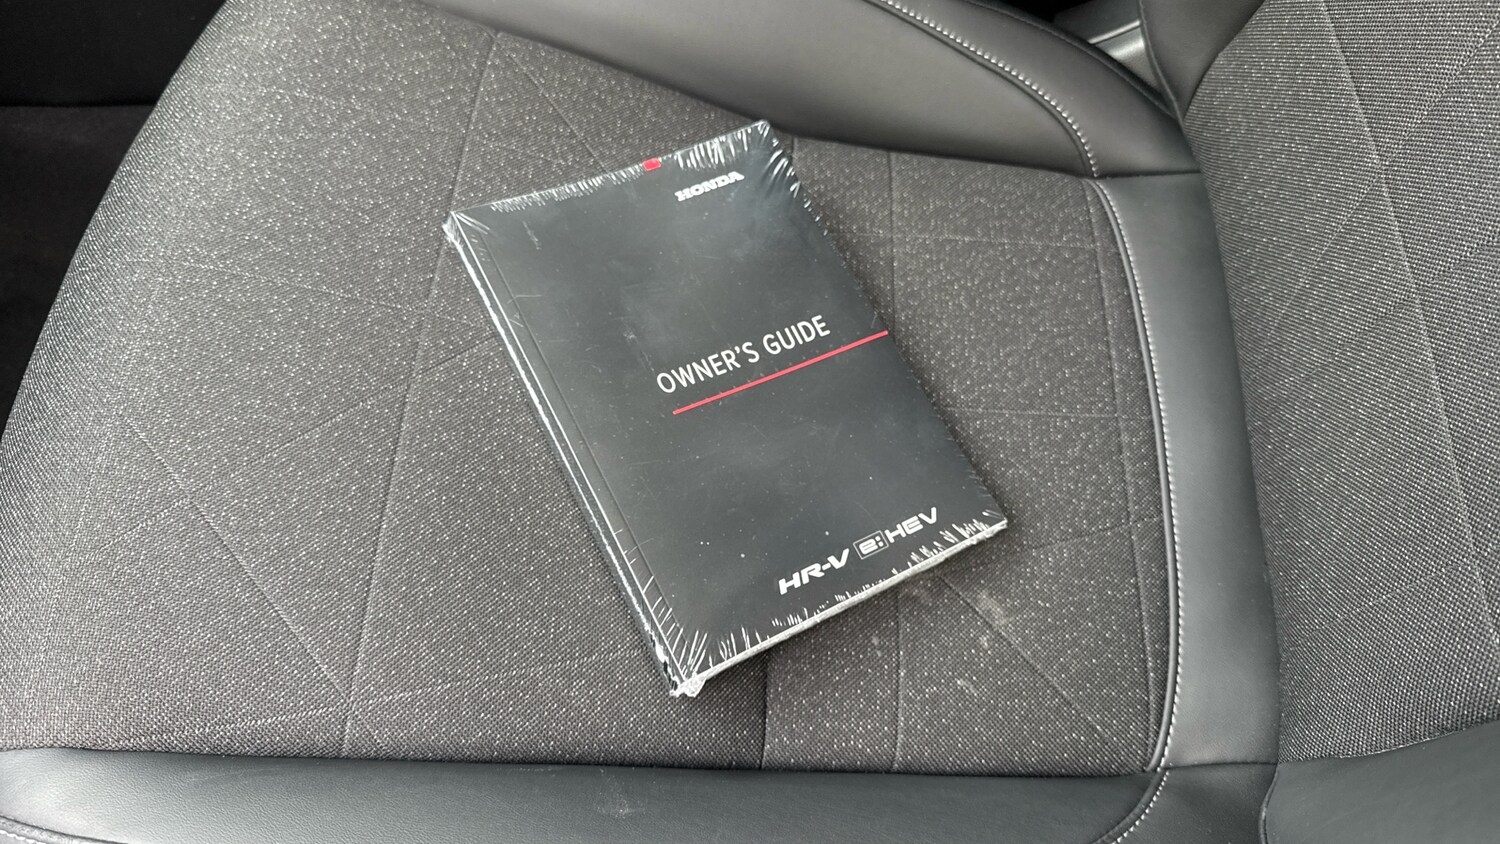 HONDA
OWNER'S GUIDE
HR-V e:HEV